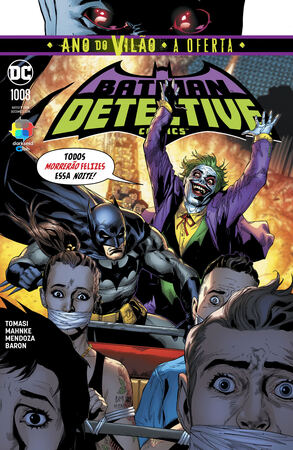 ANO DO VILÃO • A OFERTA
DC
1008
BATMAN
DETECTIVE
COMICS
TODOS
MORRERÃO FELIZES
ESSA NOITE!
TOMASI
MAHNKE
MENDOZA
BARON